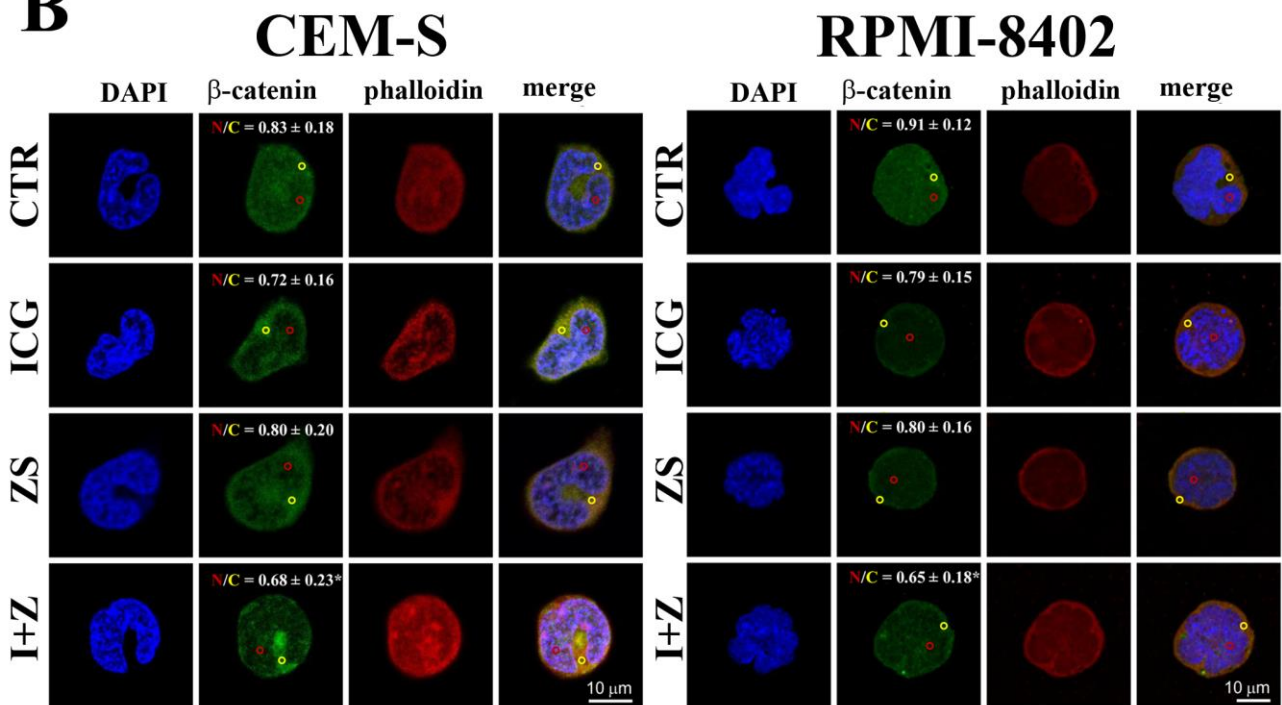 B
CEM-S RPMI-8402
DAPI β-catenin phalloidin merge DAPI β-catenin phalloidin merge
CTR N/C = 0.83 ± 0.18 CTR N/C = 0.91 ± 0.12
ICG N/C = 0.72 ± 0.16 ICG N/C = 0.79 ± 0.15
ZS N/C = 0.80 ± 0.20 ZS N/C = 0.80 ± 0.16
I+Z N/C = 0.68 ± 0.23* I+Z N/C = 0.65 ± 0.18*
10 μm 10 μm